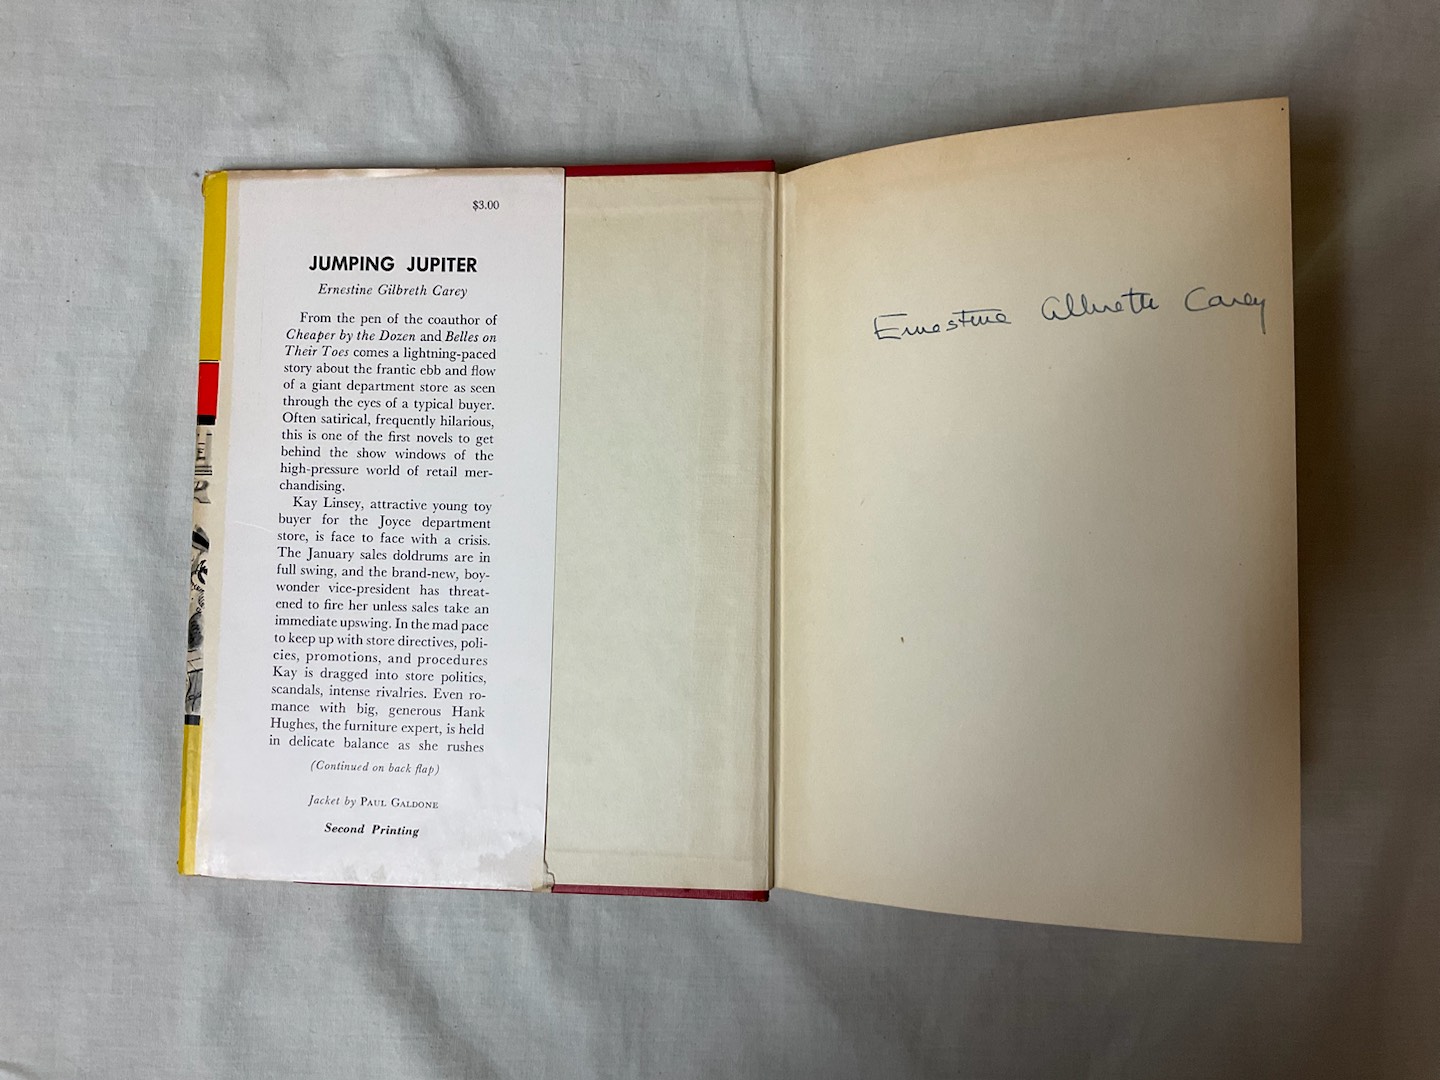 $3.00
JUMPING JUPITER
Ernestine Gilbreth Carey
From the pen of the coauthor of
Cheaper by the Dozen and Belles on
Their Toes comes a lightning-paced
story about the frantic ebb and flow
of a giant department store as seen
through the eyes of a typical buyer.
Often satirical, frequently hilarious,
this is one of the first novels to get
behind the show windows of the
high-pressure world of retail mer-
chandising.
Kay Linsey, attractive young toy
buyer for the Joyce department
store, is face to face with a crisis.
The January sales doldrums are in
full swing, and the brand-new, boy-
wonder vice-president has threat-
ened to fire her unless sales take an
immediate upswing. In the mad pace
to keep up with store directives, poli-
cies, promotions, and procedures
Kay is dragged into store politics,
scandals, intense rivalries. Even ro-
mance with big, generous Hank
Hughes, the furniture expert, is held
in delicate balance as she rushes
(Continued on back flap)
Jacket by PAUL GALDONE
Second Printing
Ernestine Gilbreth Carey